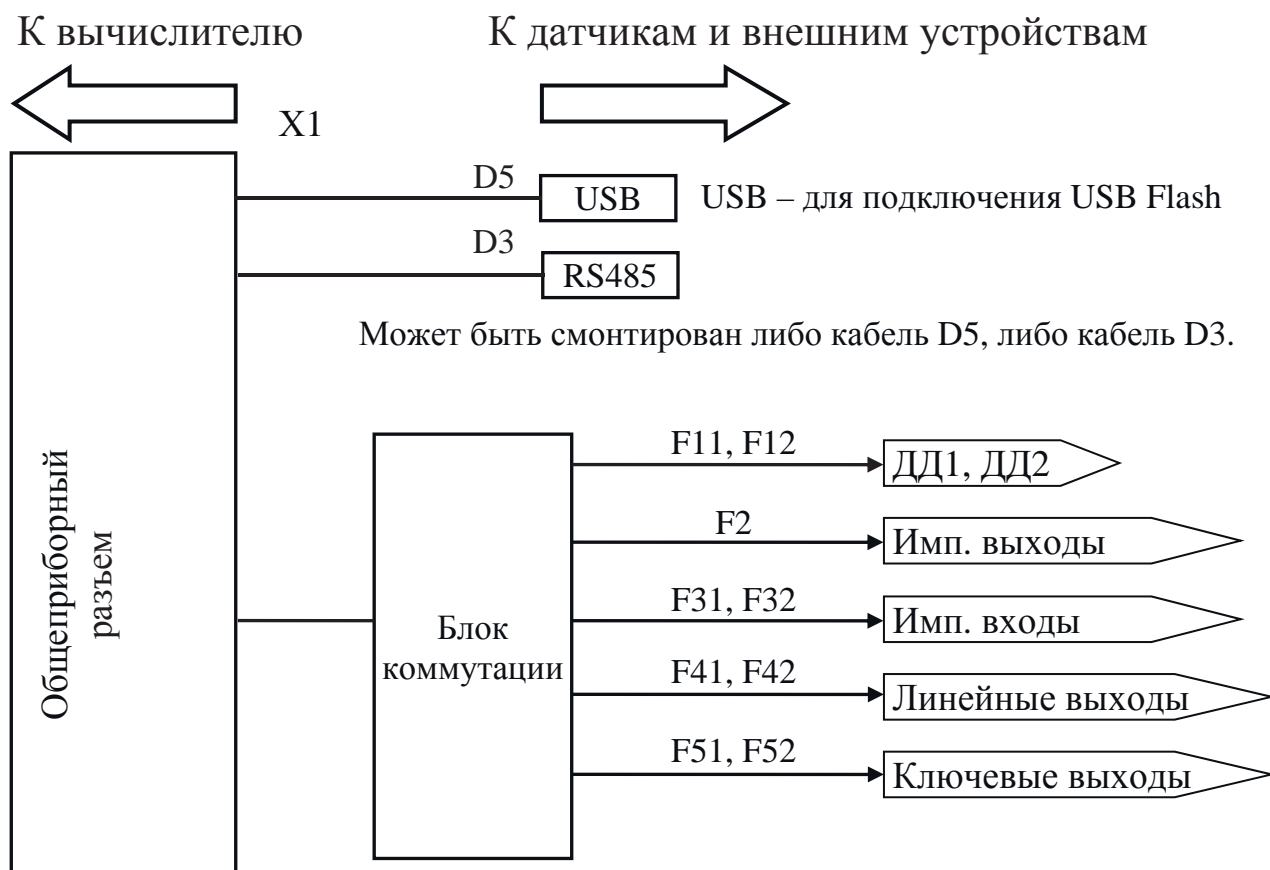 К вычислителю
К датчикам и внешним устройствам
X1
D5
USB
USB – для подключения USB Flash
D3
RS485
Может быть смонтирован либо кабель D5, либо кабель D3.
Общеприборный
разъем
Блок
коммутации
F11, F12
ДД1, ДД2
F2
Имп. выходы
F31, F32
Имп. входы
F41, F42
Линейные выходы
F51, F52
Ключевые выходы